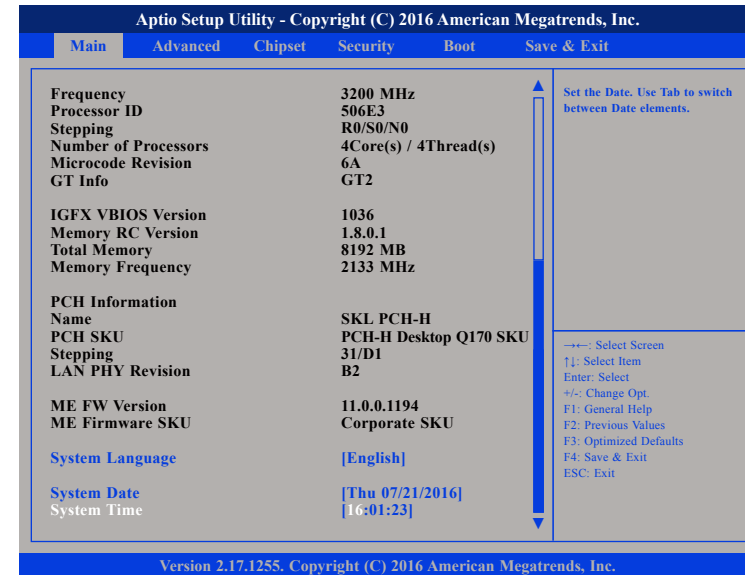 Aptio Setup Utility - Copyright (C) 2016 American Megatrends, Inc.
Main Advanced Chipset Security Boot Save & Exit
Frequency 3200 MHz
Processor ID 506E3
Stepping R0/S0/N0
Number of Processors 4Core(s) / 4Thread(s)
Microcode Revision 6A
GT Info GT2
IGFX VBIOS Version 1036
Memory RC Version 1.8.0.1
Total Memory 8192 MB
Memory Frequency 2133 MHz
PCH Information
Name SKL PCH-H
PCH SKU PCH-H Desktop Q170 SKU
Stepping 31/D1
LAN PHY Revision B2
ME FW Version 11.0.0.1194
ME Firmware SKU Corporate SKU
System Language [English]
System Date [Thu 07/21/2016]
System Time [16:01:23]
Set the Date. Use Tab to switch
between Date elements.
→←: Select Screen
↑↓: Select Item
Enter: Select
+/-: Change Opt.
F1: General Help
F2: Previous Values
F3: Optimized Defaults
F4: Save & Exit
ESC: Exit
Version 2.17.1255. Copyright (C) 2016 American Megatrends, Inc.